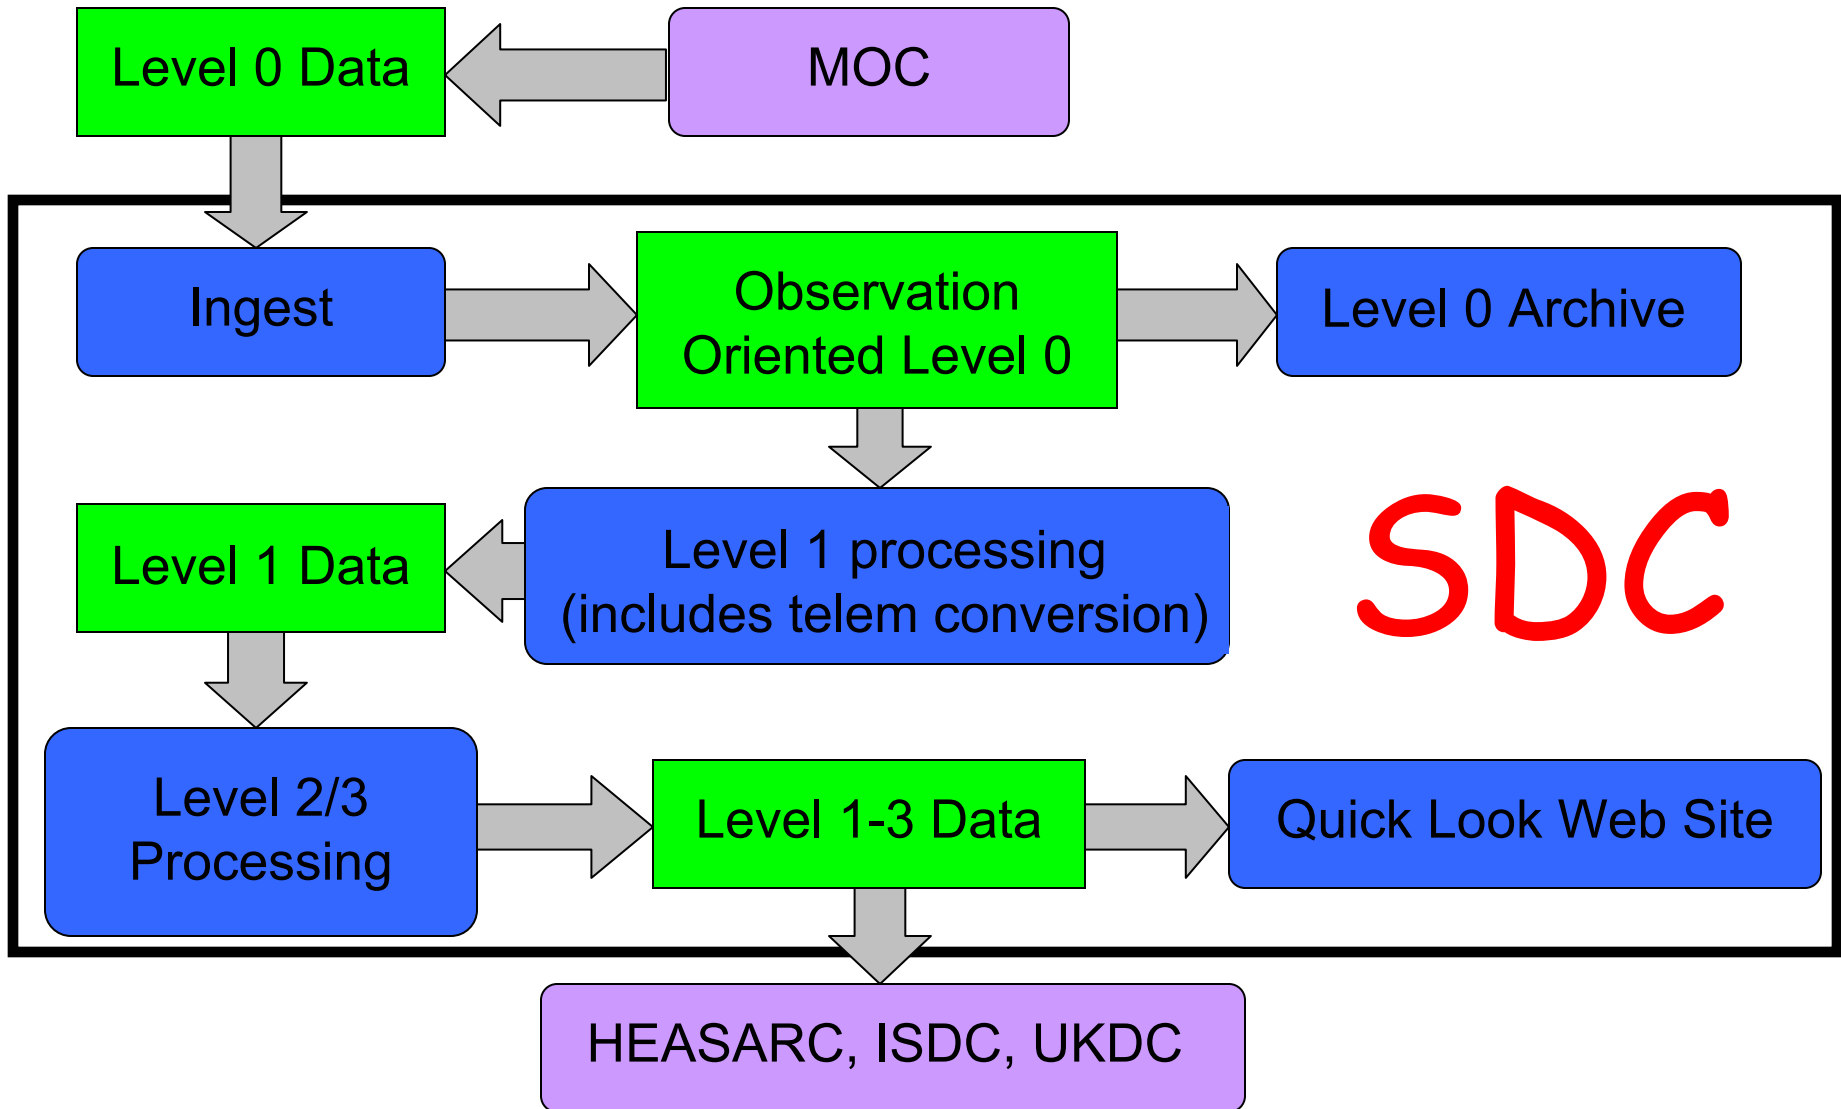 Level 0 Data
MOC
Ingest
Observation
Oriented Level 0
Level 0 Archive
Level 1 Data
Level 1 processing
(includes telem conversion)
SDC
Level 2/3
Processing
Level 1-3 Data
Quick Look Web Site
HEASARC, ISDC, UKDC